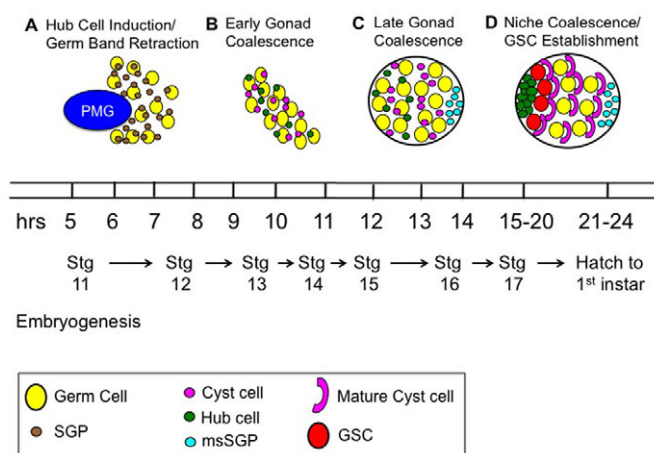 A Hub Cell Induction/
Germ Band Retraction
B Early Gonad
Coalescence
C Late Gonad
Coalescence
D Niche Coalescence/
GSC Establishment
PMG
hrs 5 6 7 8 9 10 11 12 13 14 15-20 21-24
Stg 11 → Stg 12 → Stg 13 → Stg 14 → Stg 15 → Stg 16 → Stg 17 → Hatch to 1st instar
Embryogenesis
Germ Cell
SGP
Cyst cell
Hub cell
msSGP
Mature Cyst cell
GSC